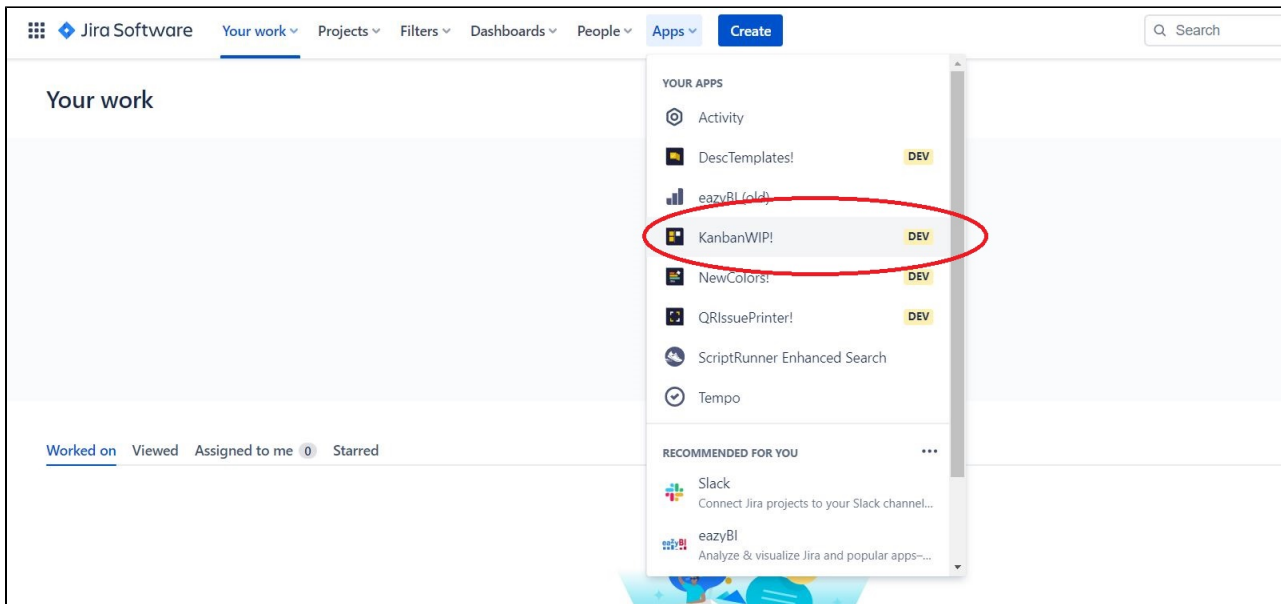 Jira Software Your work Projects Filters Dashboards People Apps Create Search
Your work
YOUR APPS
Activity
DescTemplates! DEV
eazyBI (old)
KanbanWIP! DEV
NewColors! DEV
QRIssuePrinter! DEV
ScriptRunner Enhanced Search
Tempo
Worked on Viewed Assigned to me 0 Starred
RECOMMENDED FOR YOU
Slack
Connect Jira projects to your Slack channel...
eazyBI
eazyBI
Analyze & visualize Jira and popular apps–...